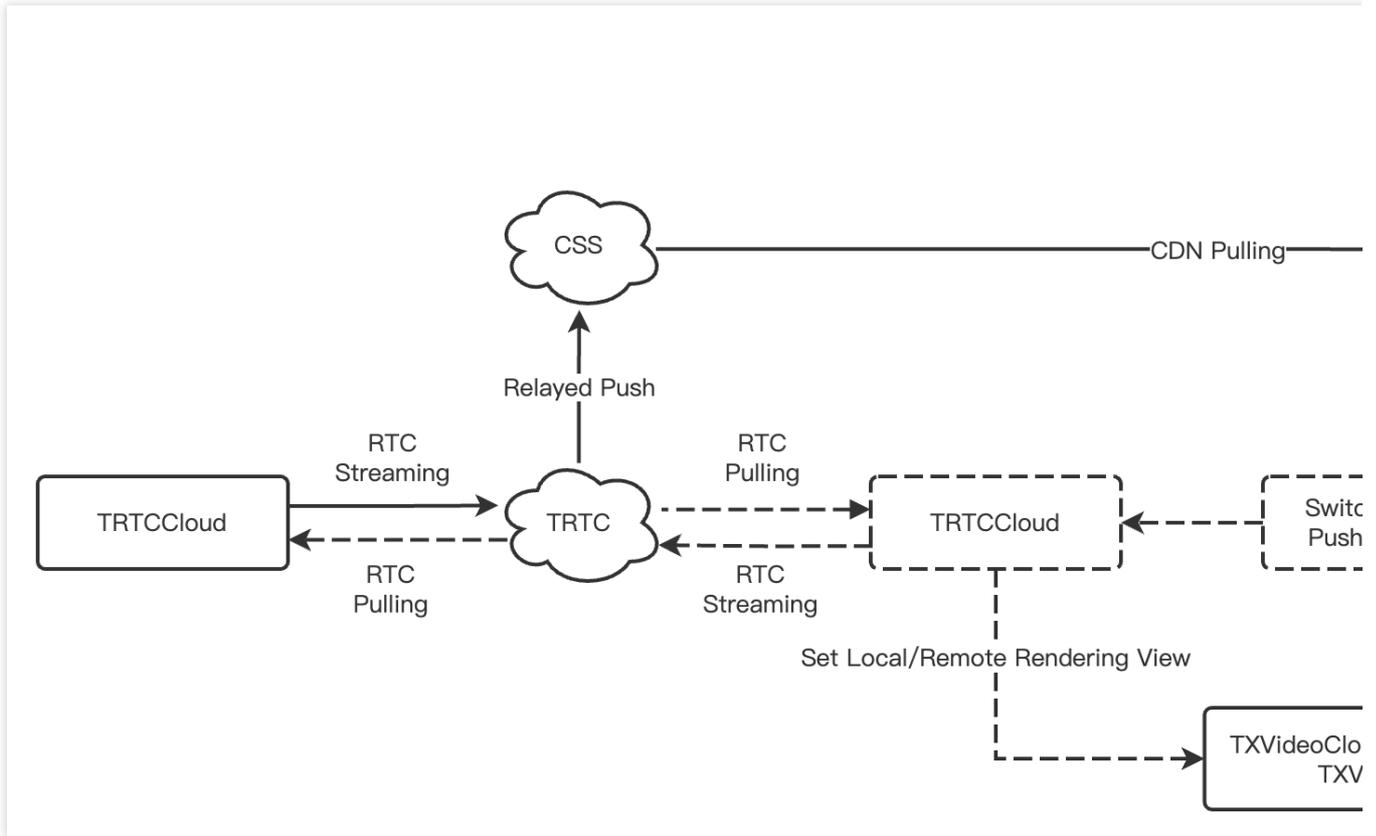 CSS
CDN Pulling
Relayed Push
RTC
Streaming
RTC
Pulling
TRTCCloud
TRTC
TRTCCloud
Push
RTC
Pulling
RTC
Streaming
Set Local/Remote Rendering View